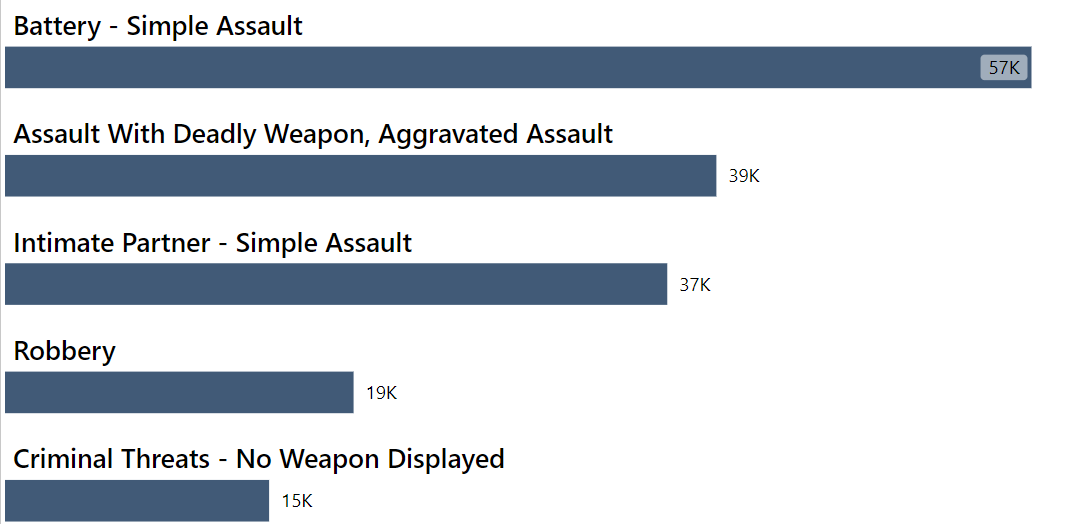 Battery - Simple Assault
57K
Assault With Deadly Weapon, Aggravated Assault
39K
Intimate Partner - Simple Assault
37K
Robbery
19K
Criminal Threats - No Weapon Displayed
15K